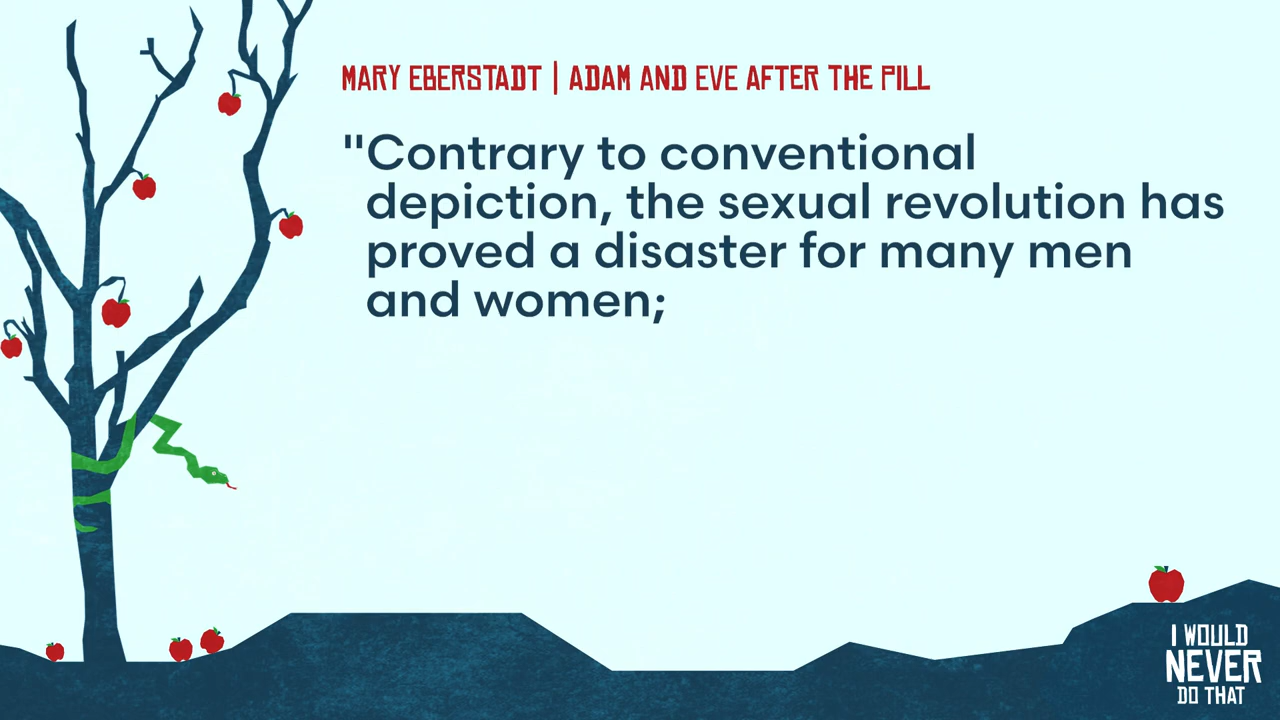 MARY EBERSTADT | ADAM AND EVE AFTER THE PILL
"Contrary to conventional
depiction, the sexual revolution has
proved a disaster for many men
and women;
I WOULD
NEVER
DO THAT